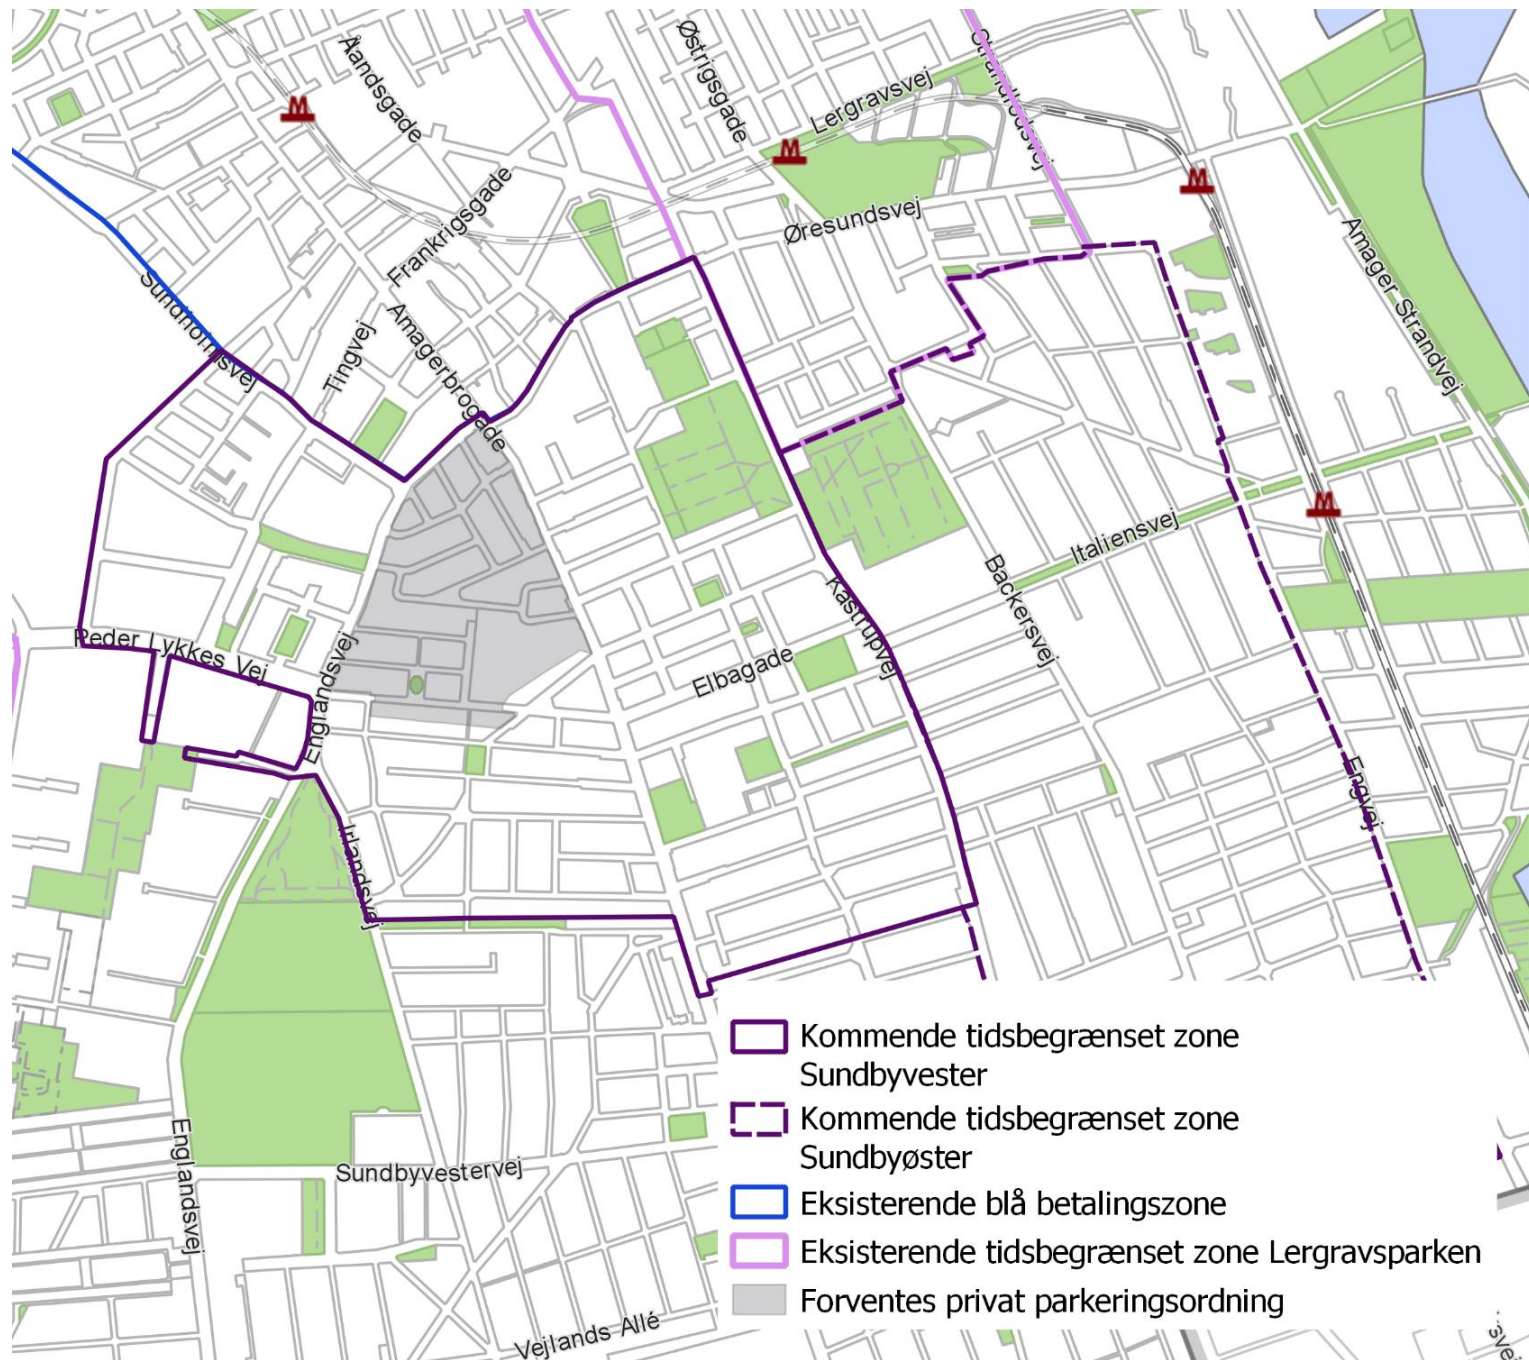 Ålandsgade
Østrigsgade
Strandlodsvej
Lergravsvej
M
M
M
Frankrigsgade
Øresundsvej
Amager Strandvej
Sundholmsvej
Tingvej
Amagerbrogade
M
Italiensvej
Backersvej
Kastrupvej
Peder Lykkes Vej
Englandsvej
Elbagade
Engvej
Irlandsvej
Kommende tidsbegrænset zone
Sundbyvester
Kommende tidsbegrænset zone
Sundbyøster
Eksisterende blå betalingszone
Eksisterende tidsbegrænset zone Lergravsparken
Forventes privat parkeringsordning
Englandsvej
Sundbyvestervej
Vejlands Allé